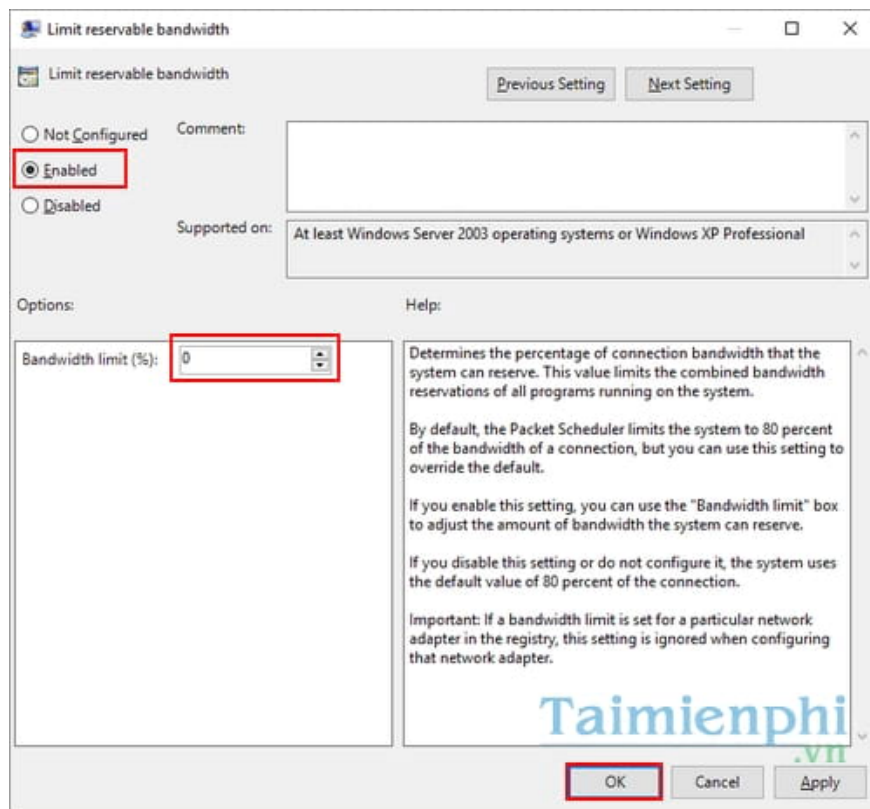 Limit reservable bandwidth
Limit reservable bandwidth
Previous Setting
Next Setting
Not Configured
Comment:
Enabled
Disabled
Supported on:
At least Windows Server 2003 operating systems or Windows XP Professional
Options:
Help:
Bandwidth limit (%):
0
Determines the percentage of connection bandwidth that the
system can reserve. This value limits the combined bandwidth
reservations of all programs running on the system.
By default, the Packet Scheduler limits the system to 80 percent
of the bandwidth of a connection, but you can use this setting to
override the default.
If you enable this setting, you can use the "Bandwidth limit" box
to adjust the amount of bandwidth the system can reserve.
If you disable this setting or do not configure it, the system uses
the default value of 80 percent of the connection.
Important: If a bandwidth limit is set for a particular network
adapter in the registry, this setting is ignored when configuring
that network adapter.
Taimienphi
.vn
OK
Cancel
Apply